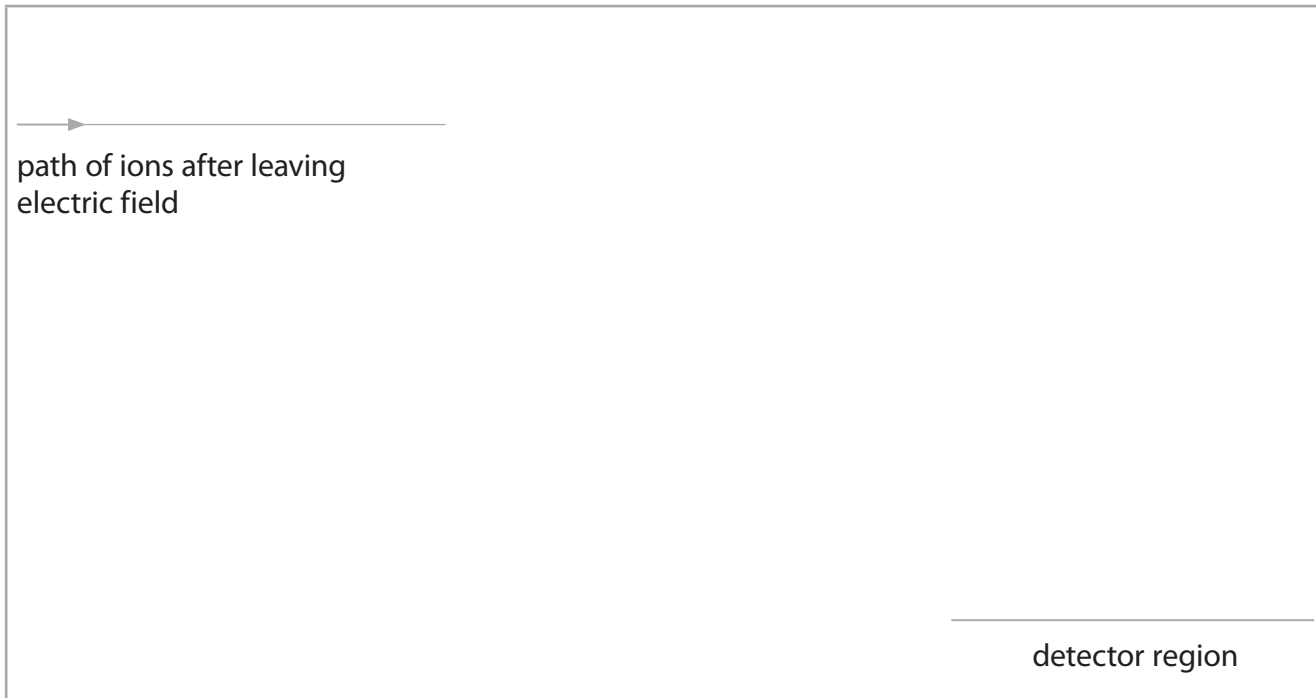 path of ions after leaving
electric field
detector region